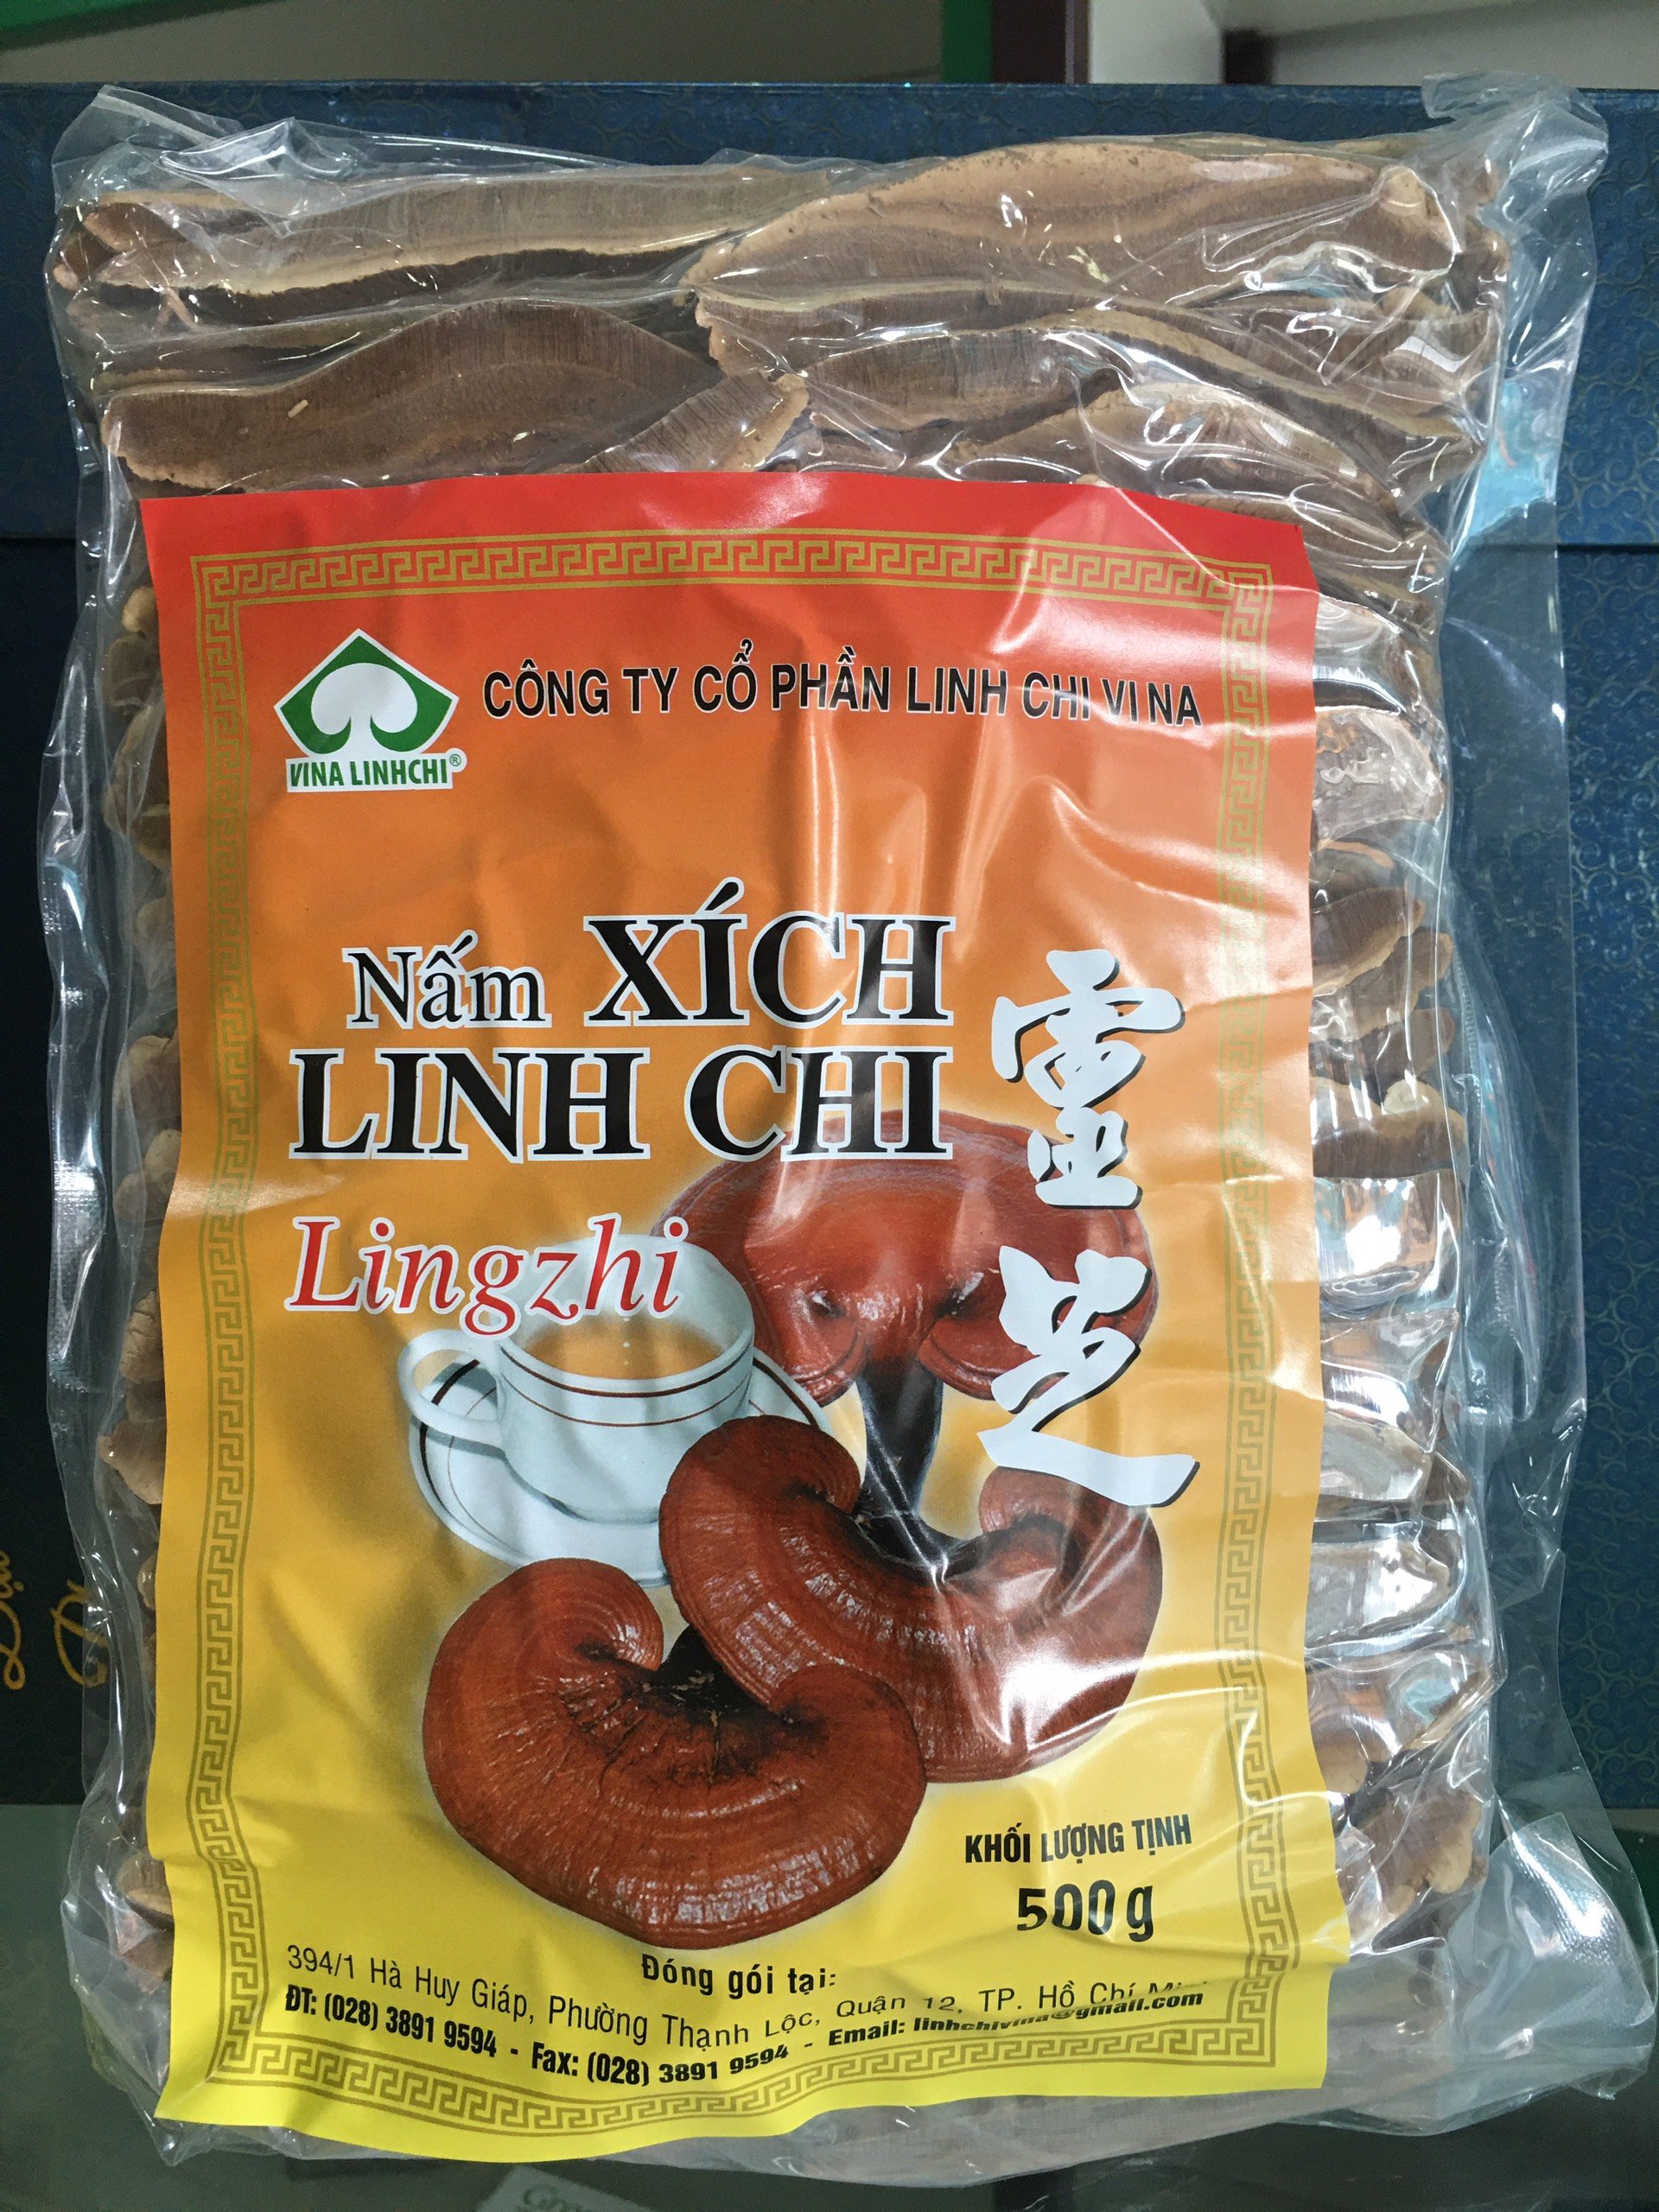 CÔNG TY CỔ PHẦN LINH CHI VI NA
VINA LINHCHI®
Nấm XÍCH
LINH CHI
Lingzhi
靈芝
KHỐI LƯỢNG TỊNH
500g
Đóng gói tại:
394/1 Hà Huy Giáp, Phường Thạnh Lộc, Quận 12, TP. Hồ Chí
ĐT: (028) 3891 9594 - Fax: (028) 3891 9594 - Email: linhchivina@gmail.com